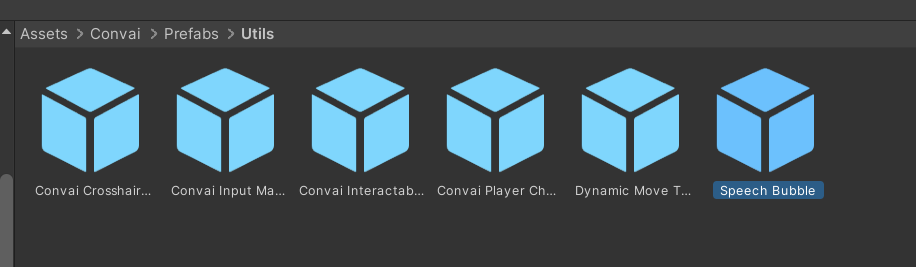 Assets > Convai > Prefabs > Utils
Convai Crosshair... Convai Input Ma... Convai Interactab... Convai Player Ch... Dynamic Move T... Speech Bubble